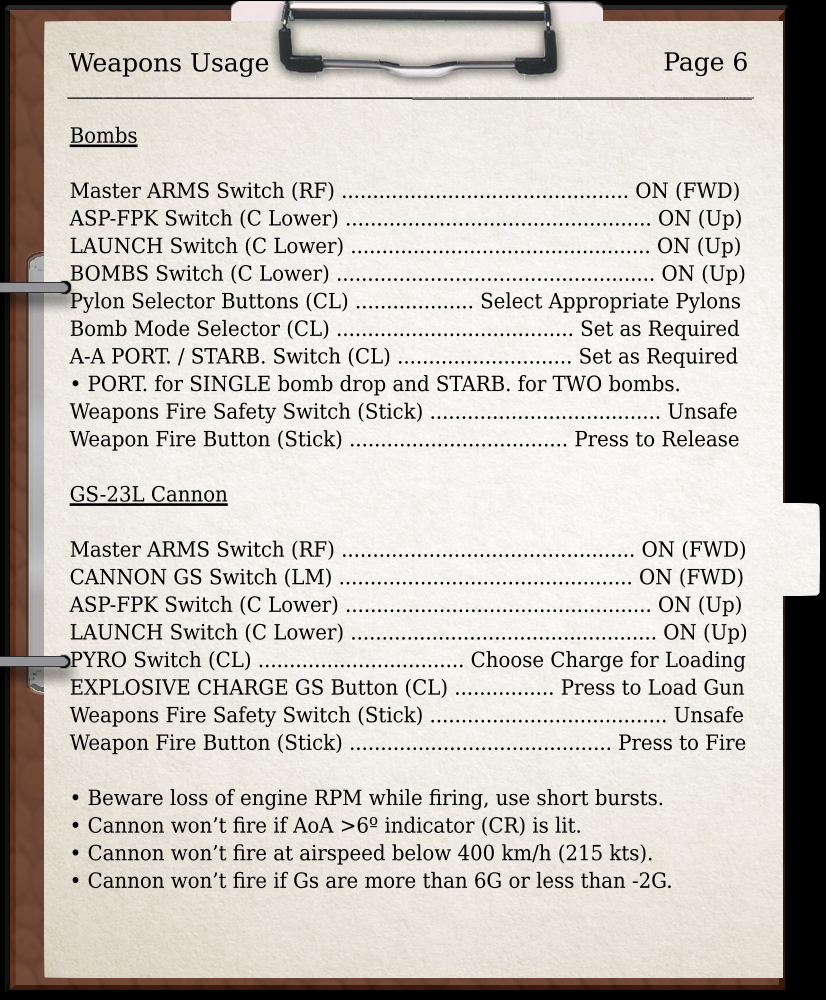 Weapons Usage
Page 6
Bombs
Master ARMS Switch (RF) .............................................. ON (FWD)
ASP-FPK Switch (C Lower) ................................................. ON (Up)
LAUNCH Switch (C Lower) ................................................ ON (Up)
BOMBS Switch (C Lower) ................................................... ON (Up)
Pylon Selector Buttons (CL) ................... Select Appropriate Pylons
Bomb Mode Selector (CL) ...................................... Set as Required
A-A PORT. / STARB. Switch (CL) ............................ Set as Required
• PORT. for SINGLE bomb drop and STARB. for TWO bombs.
Weapons Fire Safety Switch (Stick) ..................................... Unsafe
Weapon Fire Button (Stick) ................................... Press to Release
GS-23L Cannon
Master ARMS Switch (RF) ............................................... ON (FWD)
CANNON GS Switch (LM) ............................................... ON (FWD)
ASP-FPK Switch (C Lower) ................................................. ON (Up)
LAUNCH Switch (C Lower) ................................................. ON (Up)
PYRO Switch (CL) ................................. Choose Charge for Loading
EXPLOSIVE CHARGE GS Button (CL) ................ Press to Load Gun
Weapons Fire Safety Switch (Stick) ...................................... Unsafe
Weapon Fire Button (Stick) .......................................... Press to Fire
• Beware loss of engine RPM while firing, use short bursts.
• Cannon won’t fire if AoA >6º indicator (CR) is lit.
• Cannon won’t fire at airspeed below 400 km/h (215 kts).
• Cannon won’t fire if Gs are more than 6G or less than -2G.